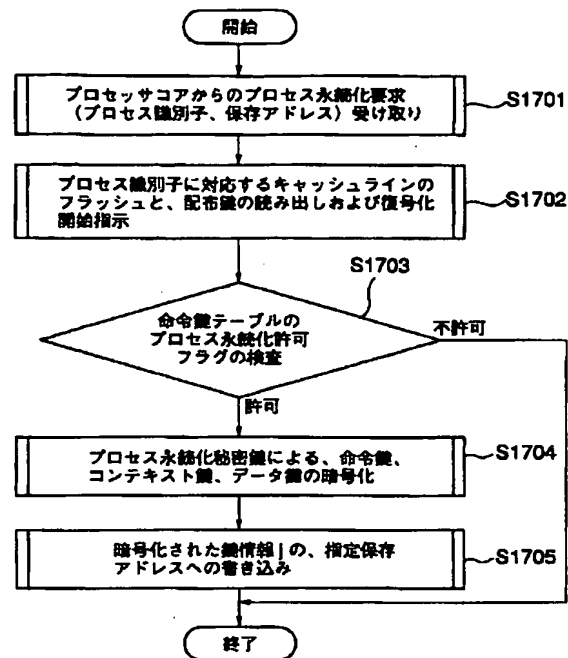 開始
プロセッサコアからのプロセス永続化要求
(プロセス識別子、保存アドレス)受け取り
S1701
プロセス識別子に対応するキャッシュラインの
フラッシュと、配布鍵の読み出しおよび復号化
開始指示
S1702
S1703
命令鍵テーブルの
プロセス永続化許可
フラグの検査
不許可
許可
プロセス永続化秘密鍵による、命令鍵、
コンテキスト鍵、データ鍵の暗号化
S1704
暗号化された鍵情報jの、指定保存
アドレスへの書き込み
S1705
終了